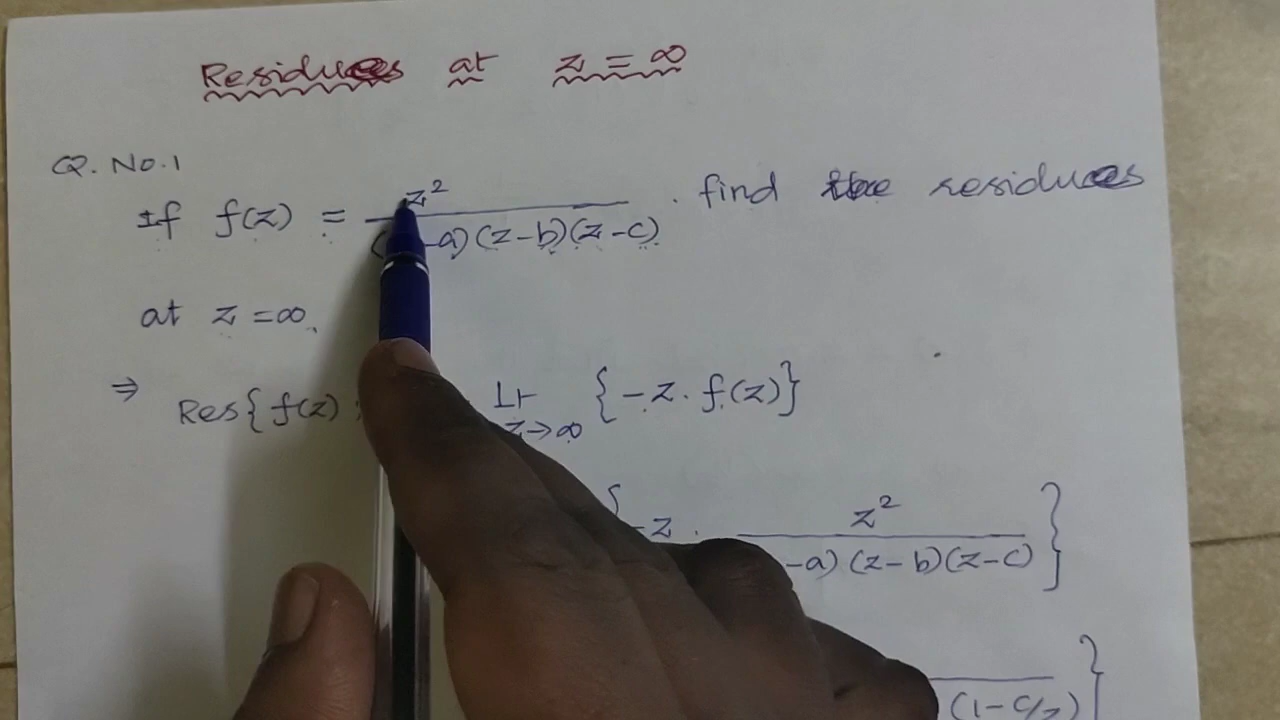 Residues at z = ∞
Q. No. 1
If f(z) = z² / ( -a)(z-b)(z-c) . find the residues
at z = ∞.
⇒ Res{f(z) : Lt z→∞ {-z. f(z)}
{-z . z² / -a)(z-b)(z-c)}
(1-c/z)}